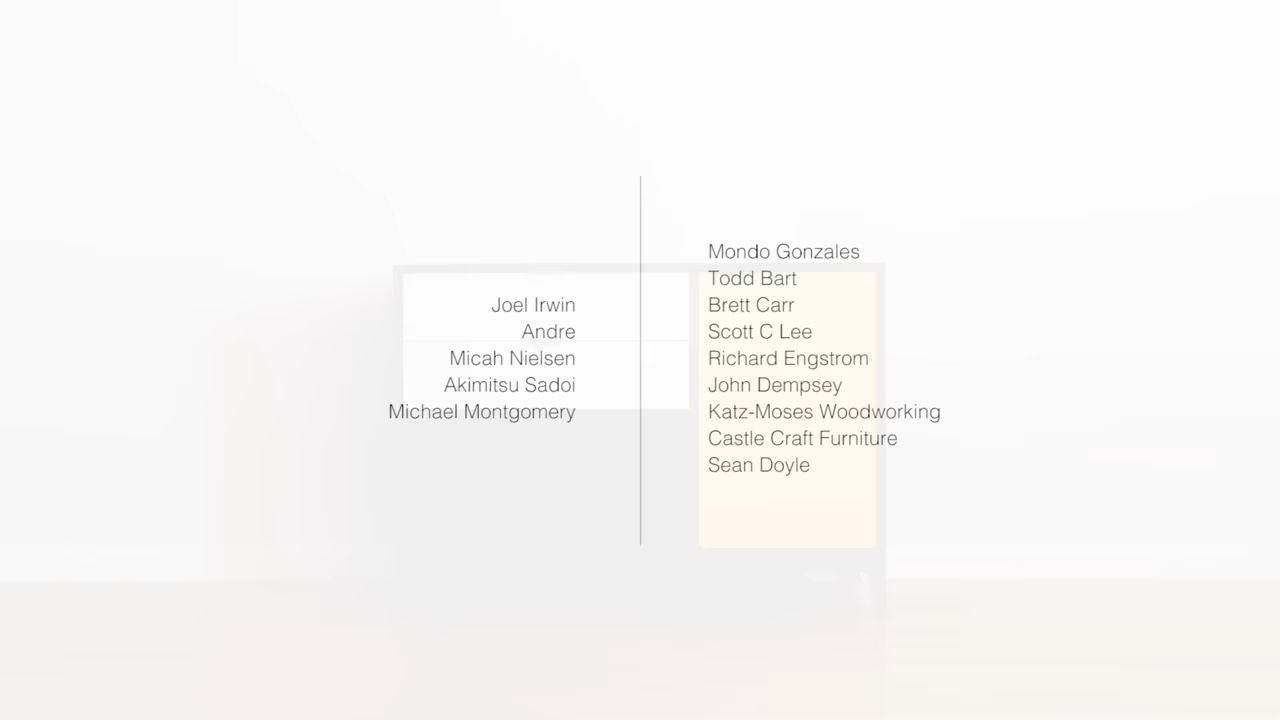 Joel Irwin
Andre
Micah Nielsen
Akimitsu Sadoi
Michael Montgomery
Mondo Gonzales
Todd Bart
Brett Carr
Scott C Lee
Richard Engstrom
John Dempsey
Katz-Moses Woodworking
Castle Craft Furniture
Sean Doyle